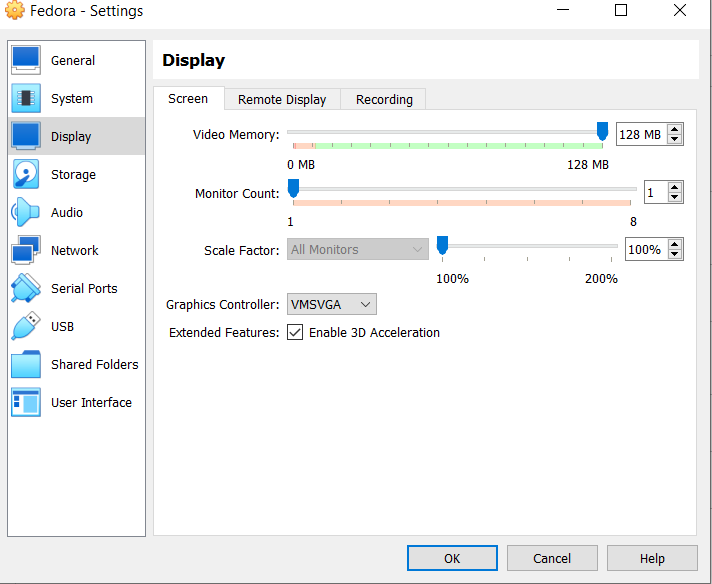 Fedora - Settings
General
System
Display
Storage
Audio
Network
Serial Ports
USB
Shared Folders
User Interface
Display
Screen Remote Display Recording
Video Memory: 128 MB
0 MB 128 MB
Monitor Count: 1
1 8
Scale Factor: All Monitors 100%
100% 200%
Graphics Controller: VMSVGA
Extended Features: Enable 3D Acceleration
OK Cancel Help